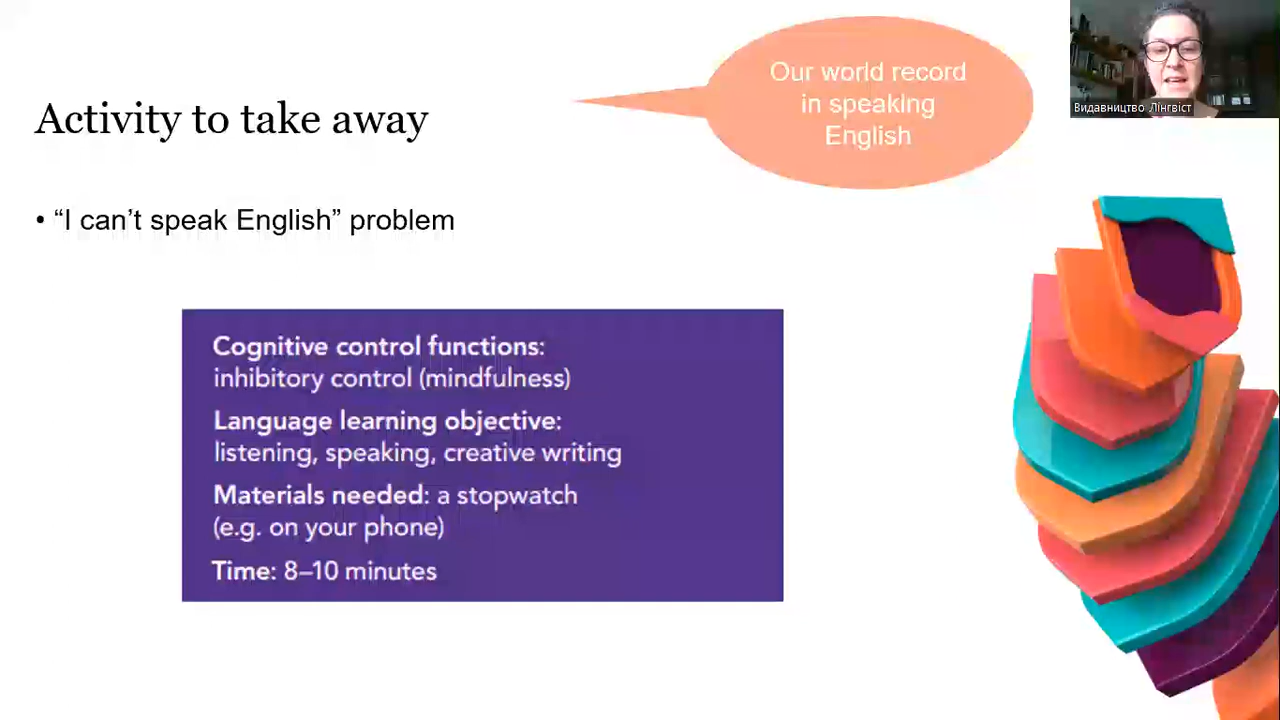 Our world record
in speaking
English
Видавництво Лінгвіст
Activity to take away
• “I can’t speak English” problem
Cognitive control functions:
inhibitory control (mindfulness)
Language learning objective:
listening, speaking, creative writing
Materials needed: a stopwatch
(e.g. on your phone)
Time: 8–10 minutes